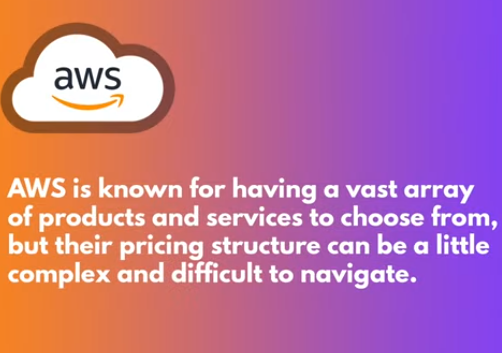 aws
AWS is known for having a vast array
of products and services to choose from,
but their pricing structure can be a little
complex and difficult to navigate.